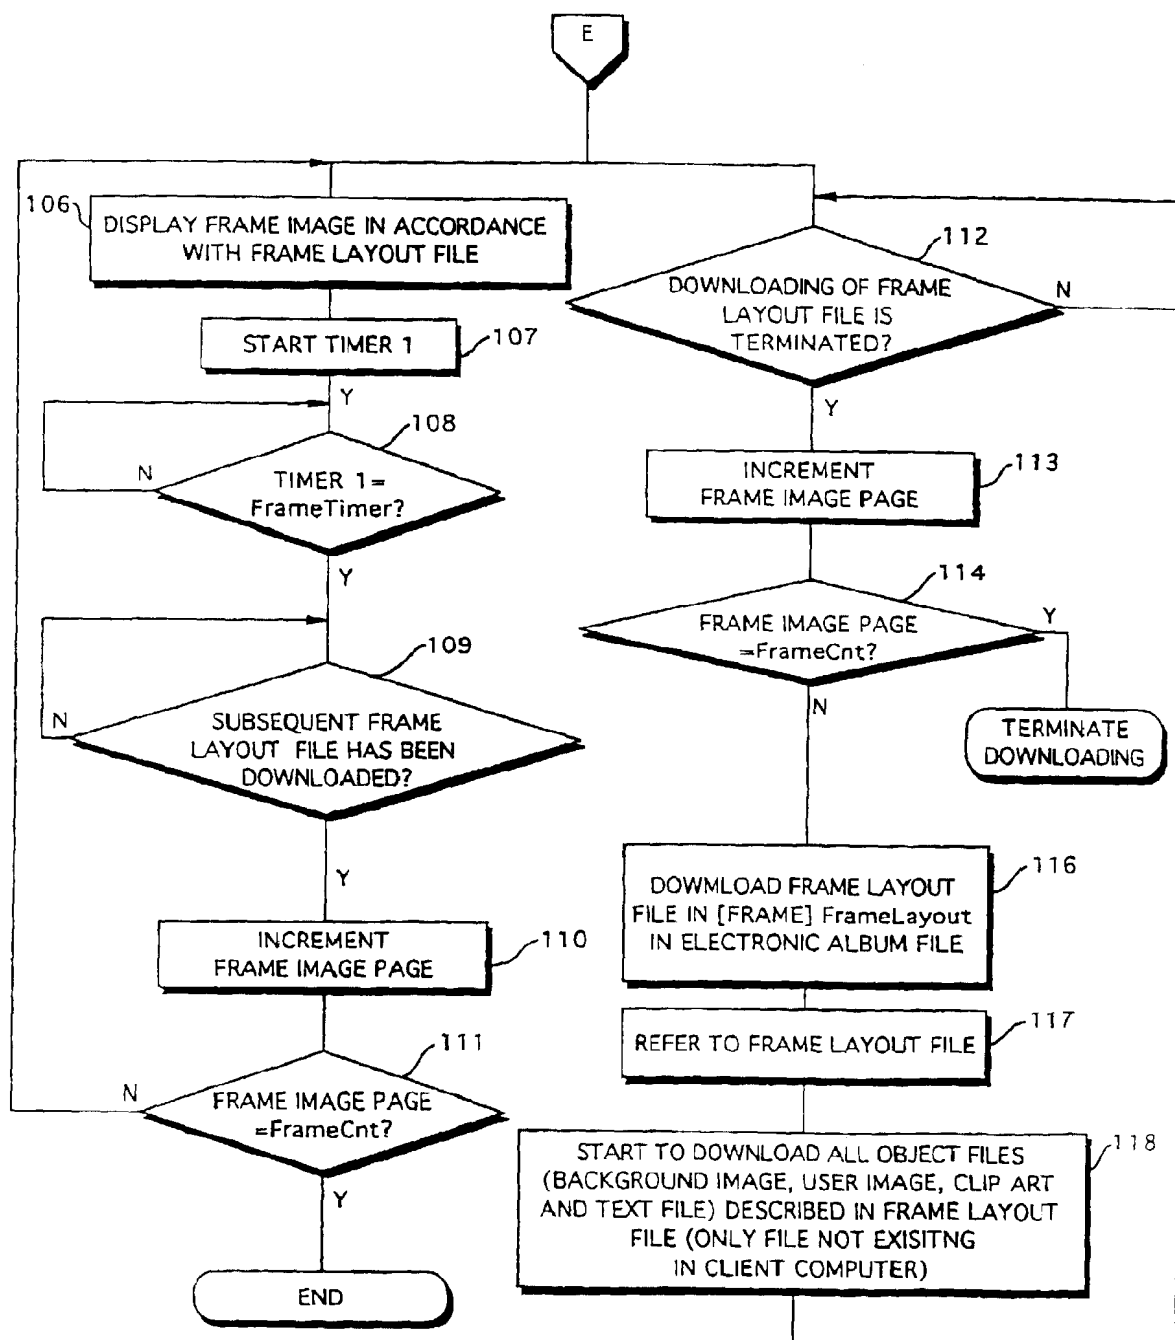 E
106
DISPLAY FRAME IMAGE IN ACCORDANCE
WITH FRAME LAYOUT FILE
START TIMER 1
107
Y
108
N
TIMER 1=
FrameTimer?
Y
109
N
SUBSEQUENT FRAME
LAYOUT FILE HAS BEEN
DOWNLOADED?
Y
INCREMENT
FRAME IMAGE PAGE
110
111
N
FRAME IMAGE PAGE
=FrameCnt?
Y
END
112
DOWNLOADING OF FRAME
LAYOUT FILE IS
TERMINATED?
N
Y
INCREMENT
FRAME IMAGE PAGE
113
114
FRAME IMAGE PAGE
=FrameCnt?
Y
N
TERMINATE
DOWNLOADING
116
DOWMLOAD FRAME LAYOUT
FILE IN [FRAME] FrameLayout
IN ELECTRONIC ALBUM FILE
117
REFER TO FRAME LAYOUT FILE
118
START TO DOWNLOAD ALL OBJECT FILES
(BACKGROUND IMAGE, USER IMAGE, CLIP ART
AND TEXT FILE) DESCRIBED IN FRAME LAYOUT
FILE (ONLY FILE NOT EXISITNG
IN CLIENT COMPUTER)